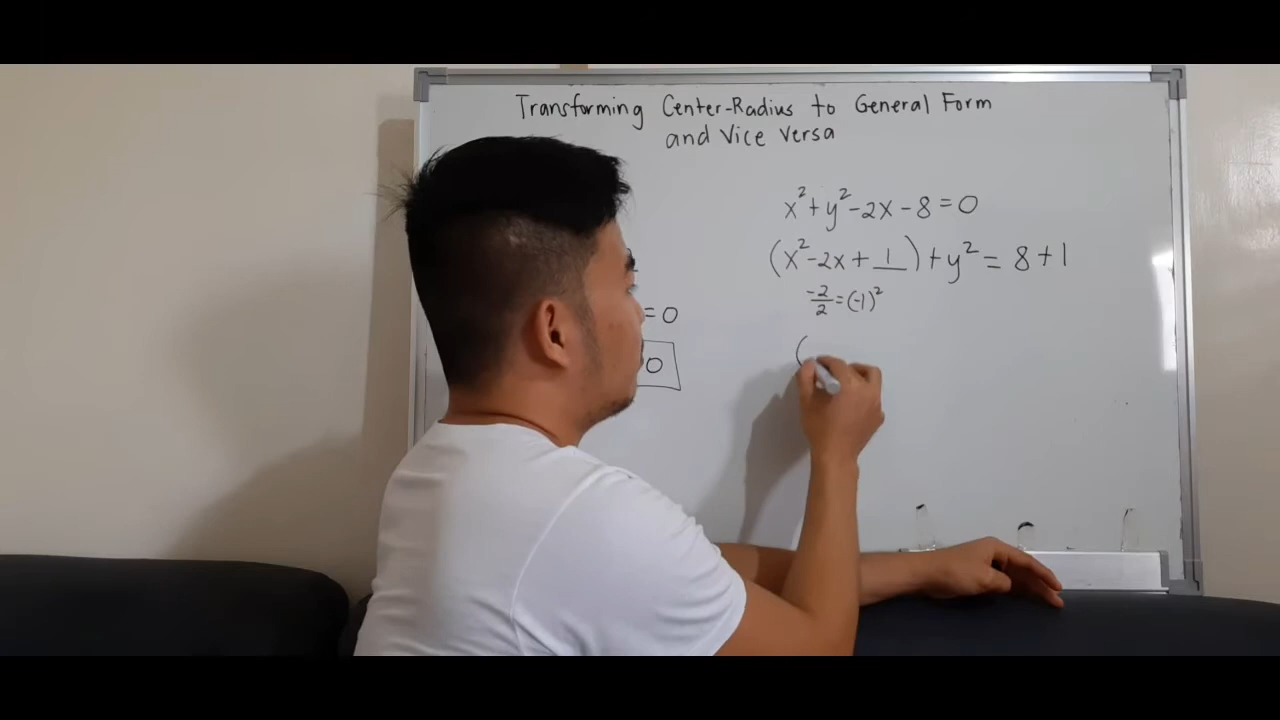 Transforming Center-Radius to General Form
and Vice Versa
x²+y²-2x-8=0
(x²-2x+1)+y²=8+1
-2/2=(-1)²
=0
0
(